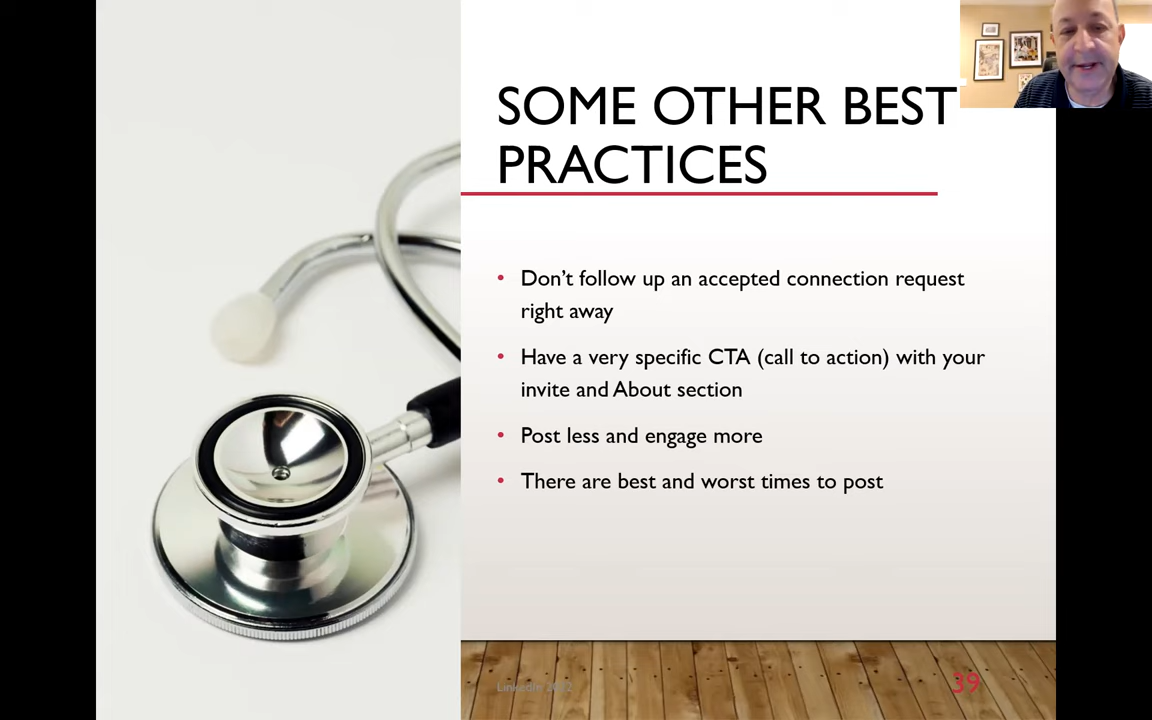 SOME OTHER BEST
PRACTICES
• Don’t follow up an accepted connection request
right away
• Have a very specific CTA (call to action) with your
invite and About section
• Post less and engage more
• There are best and worst times to post
LinkedIn 2022
39